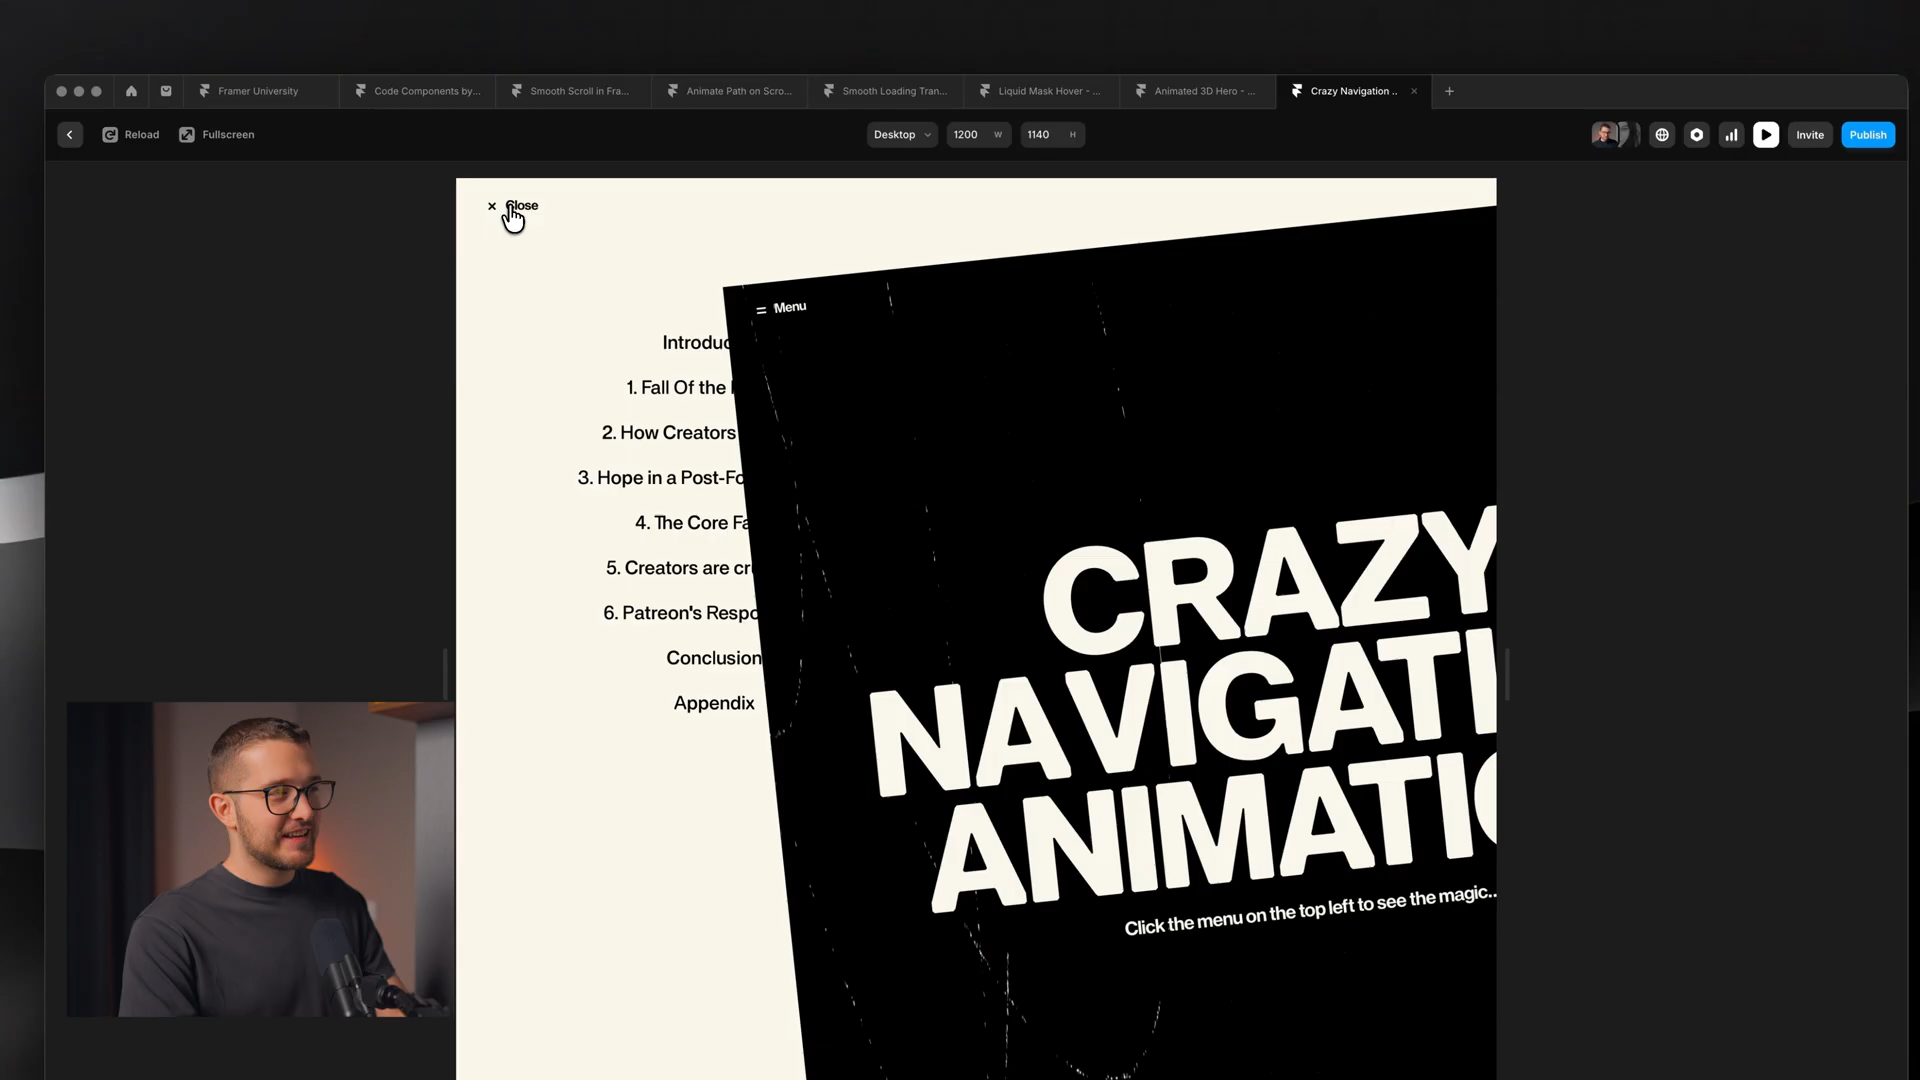 Framer University
Code Components by...
Smooth Scroll in Fra...
Animate Path on Scro...
Smooth Loading Tran...
Liquid Mask Hover - ...
Animated 3D Hero - ...
Crazy Navigation ..
Reload
Fullscreen
Desktop
1200 W
1140 H
Invite
Publish
Close
Menu
Introduc
1. Fall Of the
2. How Creators
3. Hope in a Post-Fo
4. The Core Fa
5. Creators are cr
6. Patreon's Respo
Conclusion
Appendix
CRAZY
NAVIGATI
ANIMATIO
Click the menu on the top left to see the magic..